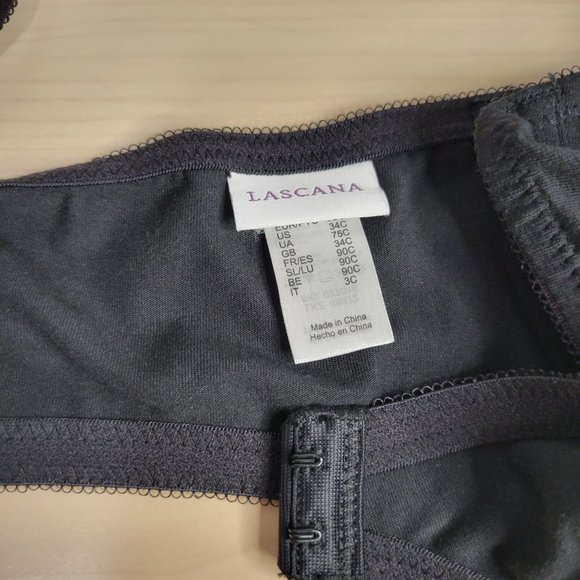 LASCANA
US 34C
UA 75C
GB 34C
FR/ES 90C
SL/LU 90C
BE 90C
IT 3C
Made in China
Hecho en China